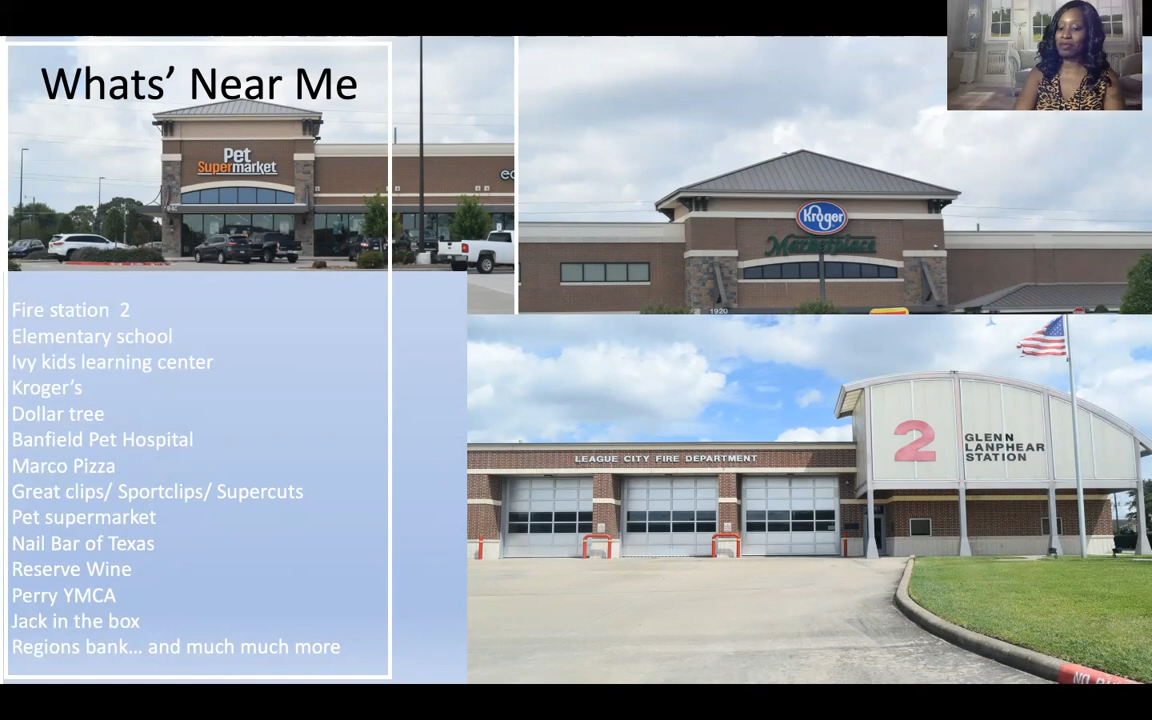 Whats’ Near Me
Pet
Supermarket
Kroger
Marketplace
1920
Fire station  2
Elementary school
Ivy kids learning center
Kroger’s
Dollar tree
Banfield Pet Hospital
Marco Pizza
Great clips/ Sportclips/ Supercuts
Pet supermarket
Nail Bar of Texas
Reserve Wine
Perry YMCA
Jack in the box
Regions bank... and much much more
LEAGUE CITY FIRE DEPARTMENT
2
GLENN
LANPHEAR
STATION
NO